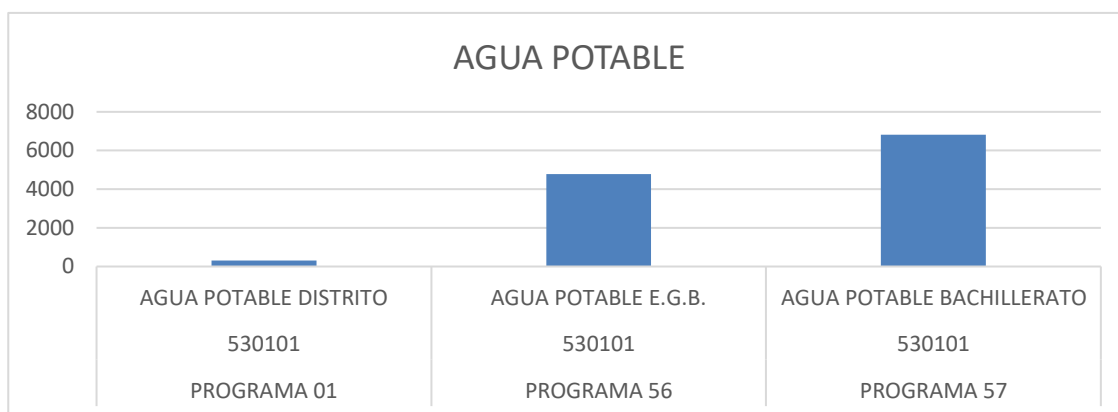 AGUA POTABLE
8000
6000
4000
2000
0
AGUA POTABLE DISTRITO AGUA POTABLE E.G.B. AGUA POTABLE BACHILLERATO
530101 530101 530101
PROGRAMA 01 PROGRAMA 56 PROGRAMA 57